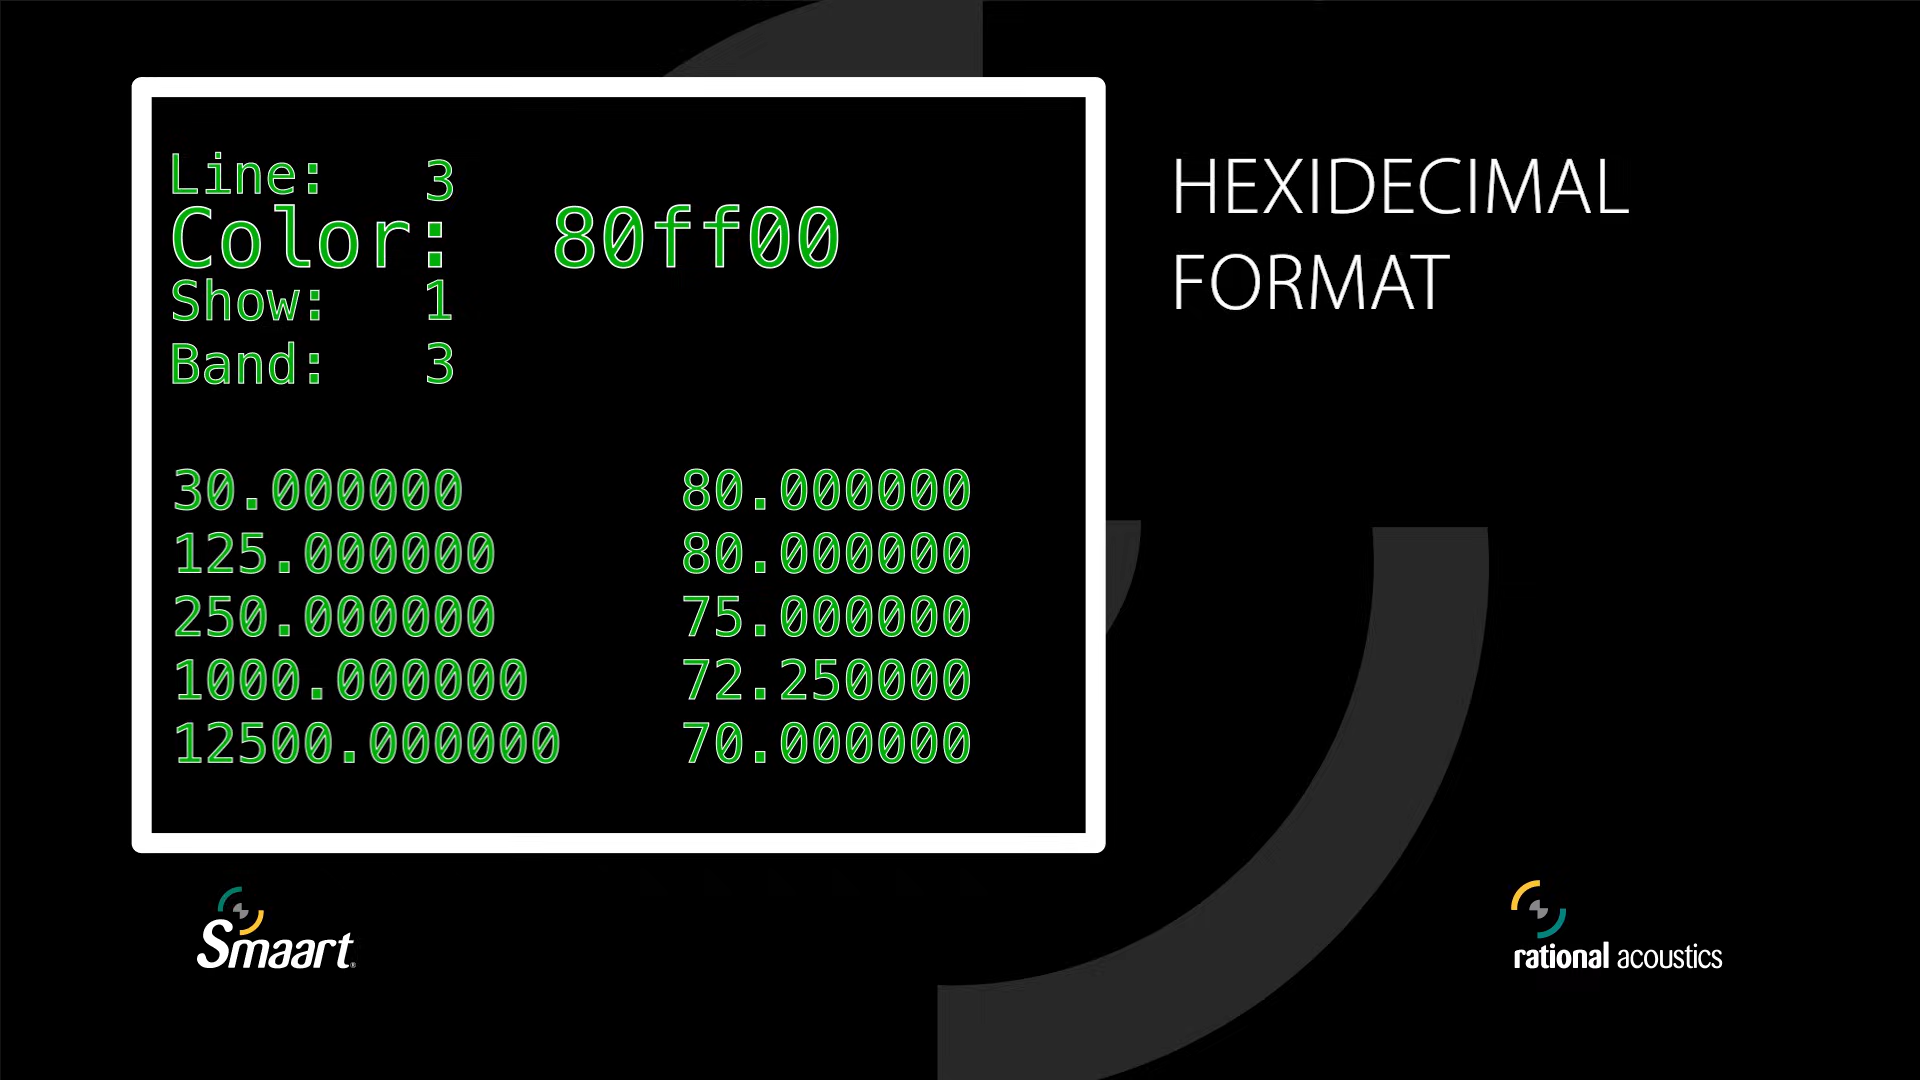 Line: 3
Color: 80ff00
Show: 1
Band: 3
30.000000 80.000000
125.000000 80.000000
250.000000 75.000000
1000.000000 72.250000
12500.000000 70.000000
HEXIDECIMAL
FORMAT
Smaart®
rational acoustics